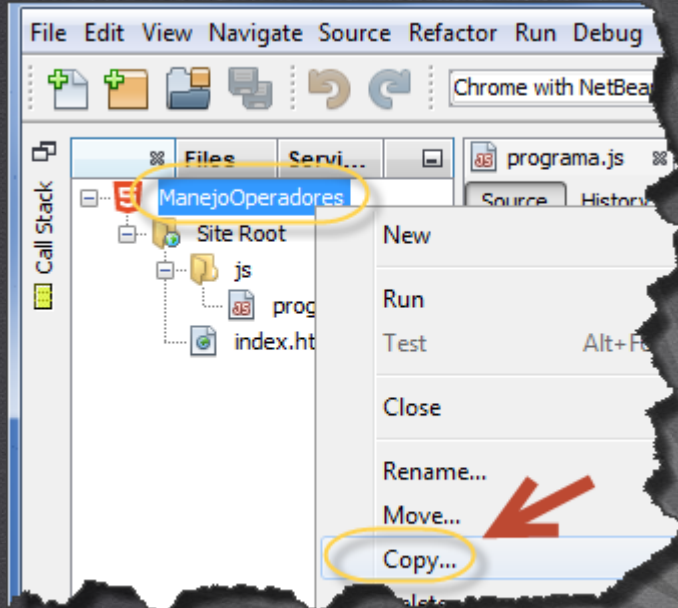 File Edit View Navigate Source Refactor Run Debug
Chrome with NetBea
Files Servi...
programa.js
Call Stack
ManejoOperadores
Source History
Site Root
js
prog
index.ht
New
Run
Test Alt+F
Close
Rename...
Move...
Copy...